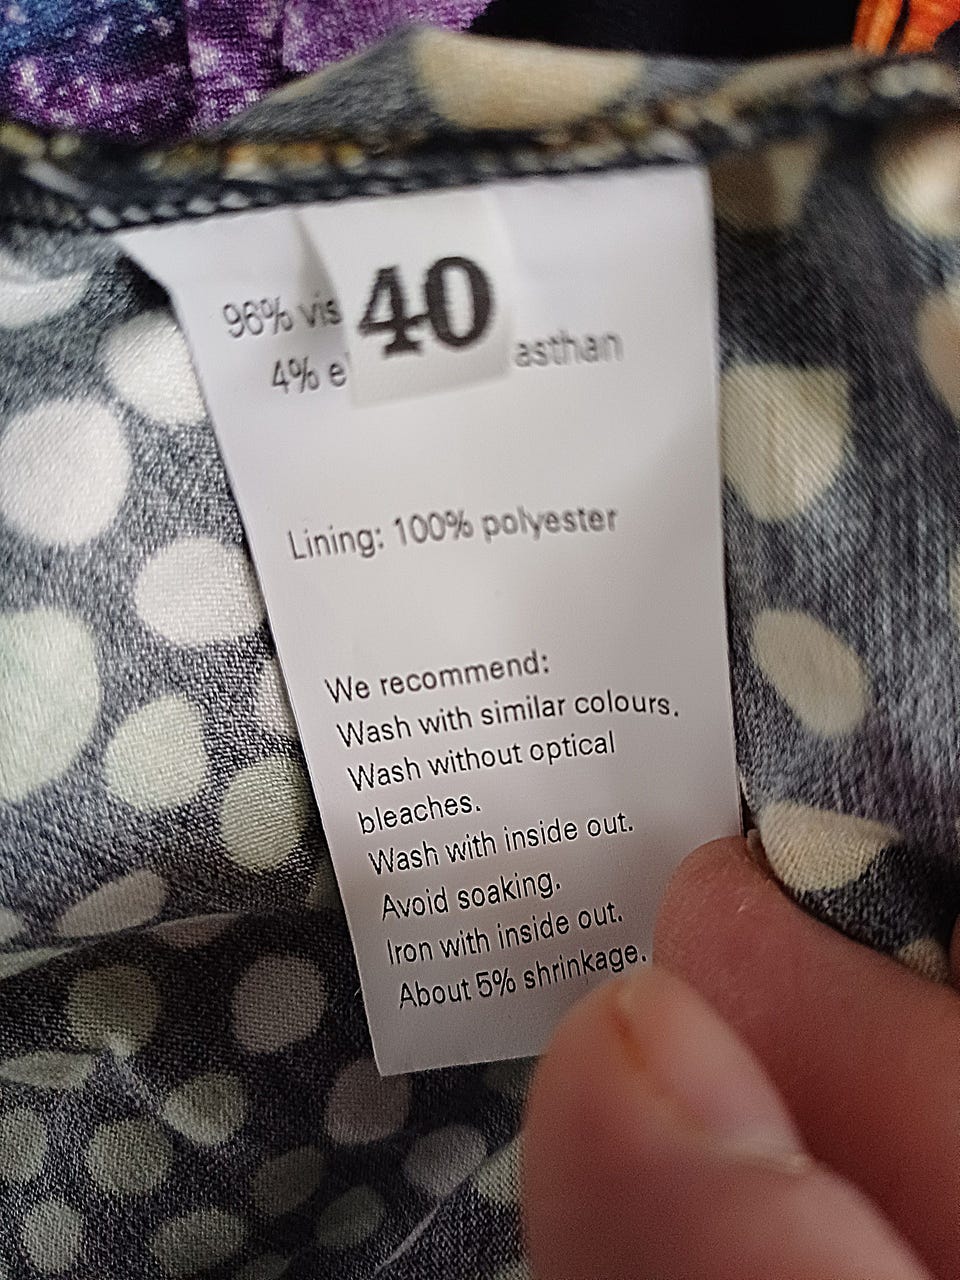 40
96% vis
4% e asthan
Lining: 100% polyester
We recommend:
Wash with similar colours.
Wash without optical
bleaches.
Wash with inside out.
Avoid soaking.
Iron with inside out.
About 5% shrinkage.